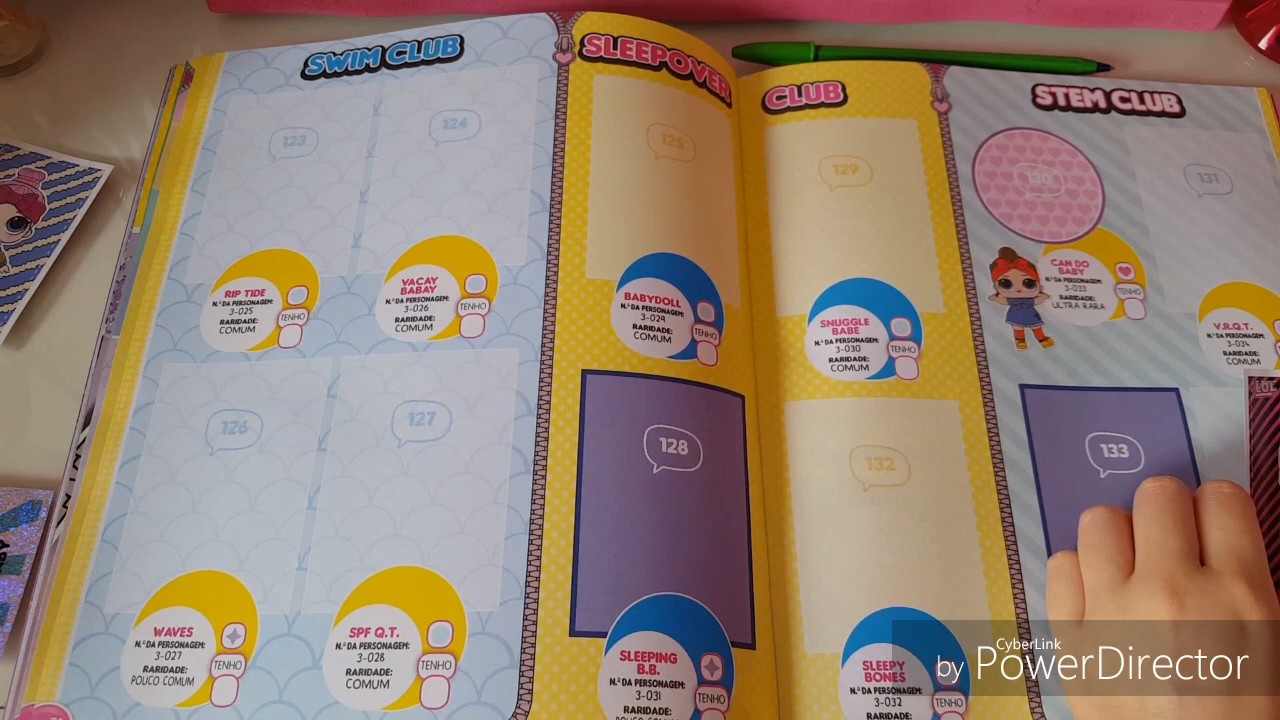 SWIM CLUB
123
124
RIP TIDE
N.º DA PERSONAGEM:
3-025
RARIDADE:
COMUM
TENHO
VACAY
BABAY
N.º DA PERSONAGEM:
3-026
RARIDADE:
COMUM
TENHO
126
127
WAVES
N.º DA PERSONAGEM:
3-027
RARIDADE:
POUCO COMUM
TENHO
SPF Q.T.
N.º DA PERSONAGEM:
3-028
RARIDADE:
COMUM
TENHO
SLEEPOVER
CLUB
125
BABYDOLL
N.º DA PERSONAGEM:
3-029
RARIDADE:
COMUM
TENHO
129
SNUGGLE
BABE
N.º DA PERSONAGEM:
3-030
RARIDADE:
COMUM
TENHO
128
SLEEPING
B.B.
N.º DA PERSONAGEM:
3-031
RARIDADE:
POUCO COMUM
TENHO
132
SLEEPY
BONES
N.º DA PERSONAGEM:
3-032
RARIDADE:
TENHO
STEM CLUB
130
131
CAN DO
BABY
N.º DA PERSONAGEM:
3-033
RARIDADE:
ULTRA RARA
TENHO
V.R.Q.T.
N.º DA PERSONAGEM:
3-034
RARIDADE:
COMUM
133
LOL
CyberLink
by PowerDirector